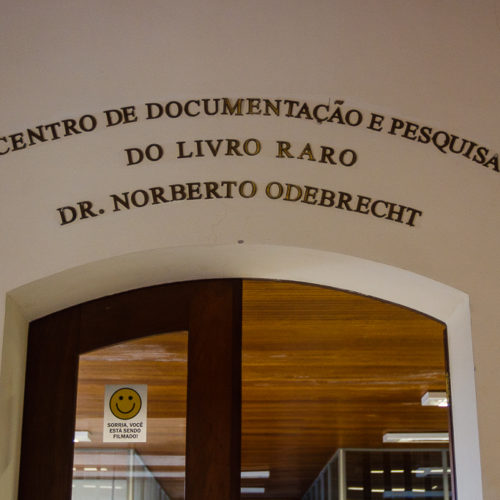 CENTRO DE DOCUMENTAÇÃO E PESQUISA
DO LIVRO RARO
DR. NORBERTO ODEBRECHT
SORRIA, VOCÊ
ESTÁ SENDO
FILMADO!